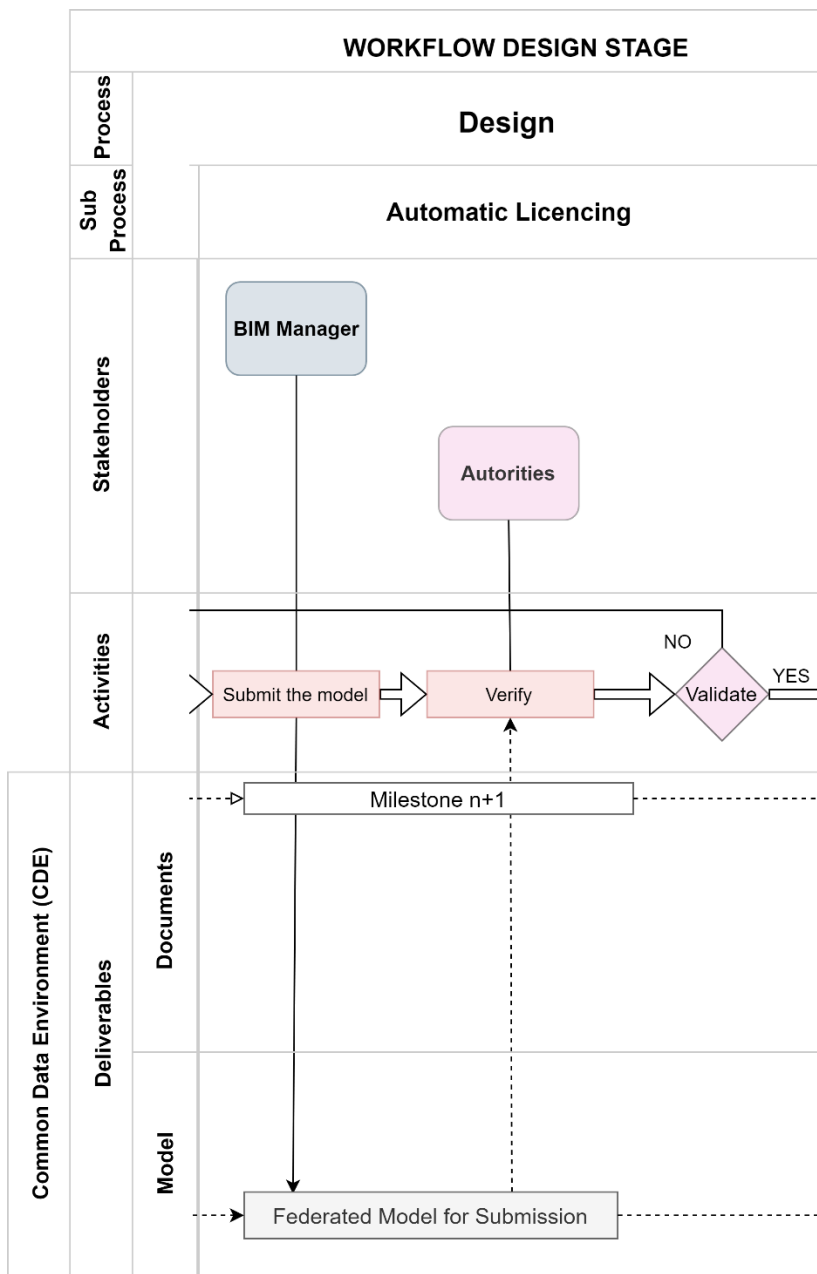 WORKFLOW DESIGN STAGE
Process
Design
Sub
Process
Automatic Licencing
Stakeholders
BIM Manager
Autorities
Activities
NO
YES
Submit the model
Verify
Validate
Common Data Environment (CDE)
Deliverables
Documents
Milestone n+1
Model
Federated Model for Submission